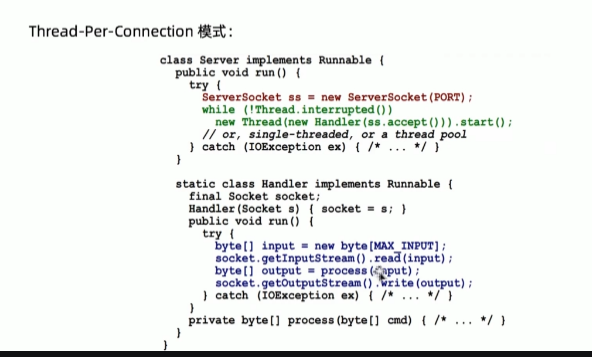 Thread-Per-Connection 模式：
class Server implements Runnable {
public void run() {
try {
ServerSocket ss = new ServerSocket(PORT);
while (!Thread.interrupted())
new Thread(new Handler(ss.accept())).start();
// or, single-threaded, or a thread pool
} catch (IOException ex) { /* ... */ }
}
static class Handler implements Runnable {
final Socket socket;
Handler(Socket s) { socket = s; }
public void run() {
try {
byte[] input = new byte[MAX_INPUT];
socket.getInputStream().read(input);
byte[] output = process(input);
socket.getOutputStream().write(output);
} catch (IOException ex) { /* ... */ }
}
private byte[] process(byte[] cmd) { /* ... */ }
}
}